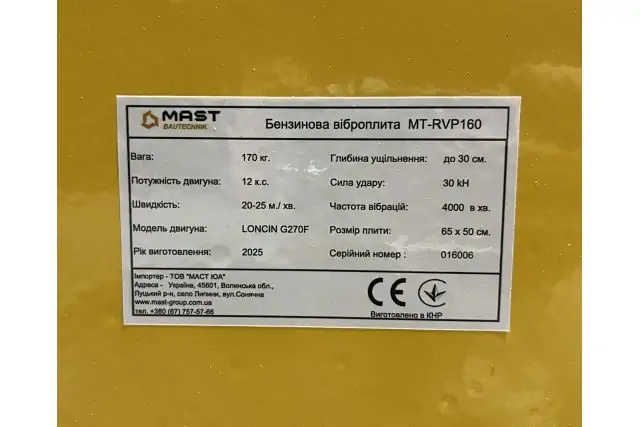 MAST
BAUTECHNIK
Бензинова віброплита MT-RVP160
Вага: 170 кг. Глибина ущільнення: до 30 см.
Потужність двигуна: 12 к.с. Сила удару: 30 kH
Швидкість: 20-25 м./ хв. Частота вібрацій: 4000 в хв.
Модель двигуна: LONCIN G270F Розмір плити: 65 x 50 см.
Рік виготовлення: 2025 Серійний номер : 016006
Імпортер - ТОВ "МАСТ ЮА"
Адреса - Україна, 45601, Волинська обл.,
Луцький р-н, село Липини, вул.Сонячна
www.mast-group.com.ua
тел. +380 (67) 757-57-66
CE
Виготовлено в КНР